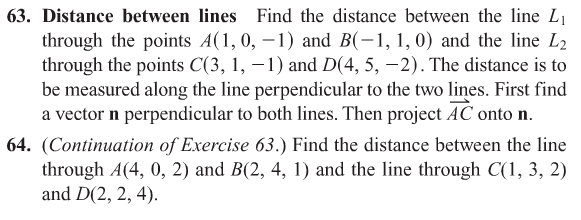 63. Distance between lines Find the distance between the line L₁
through the points A(1, 0, −1) and B(−1, 1, 0) and the line L₂
through the points C(3, 1, −1) and D(4, 5, −2). The distance is to
be measured along the line perpendicular to the two lines. First find
a vector n perpendicular to both lines. Then project A⃗C⃗ onto n.
64. (Continuation of Exercise 63.) Find the distance between the line
through A(4, 0, 2) and B(2, 4, 1) and the line through C(1, 3, 2)
and D(2, 2, 4).